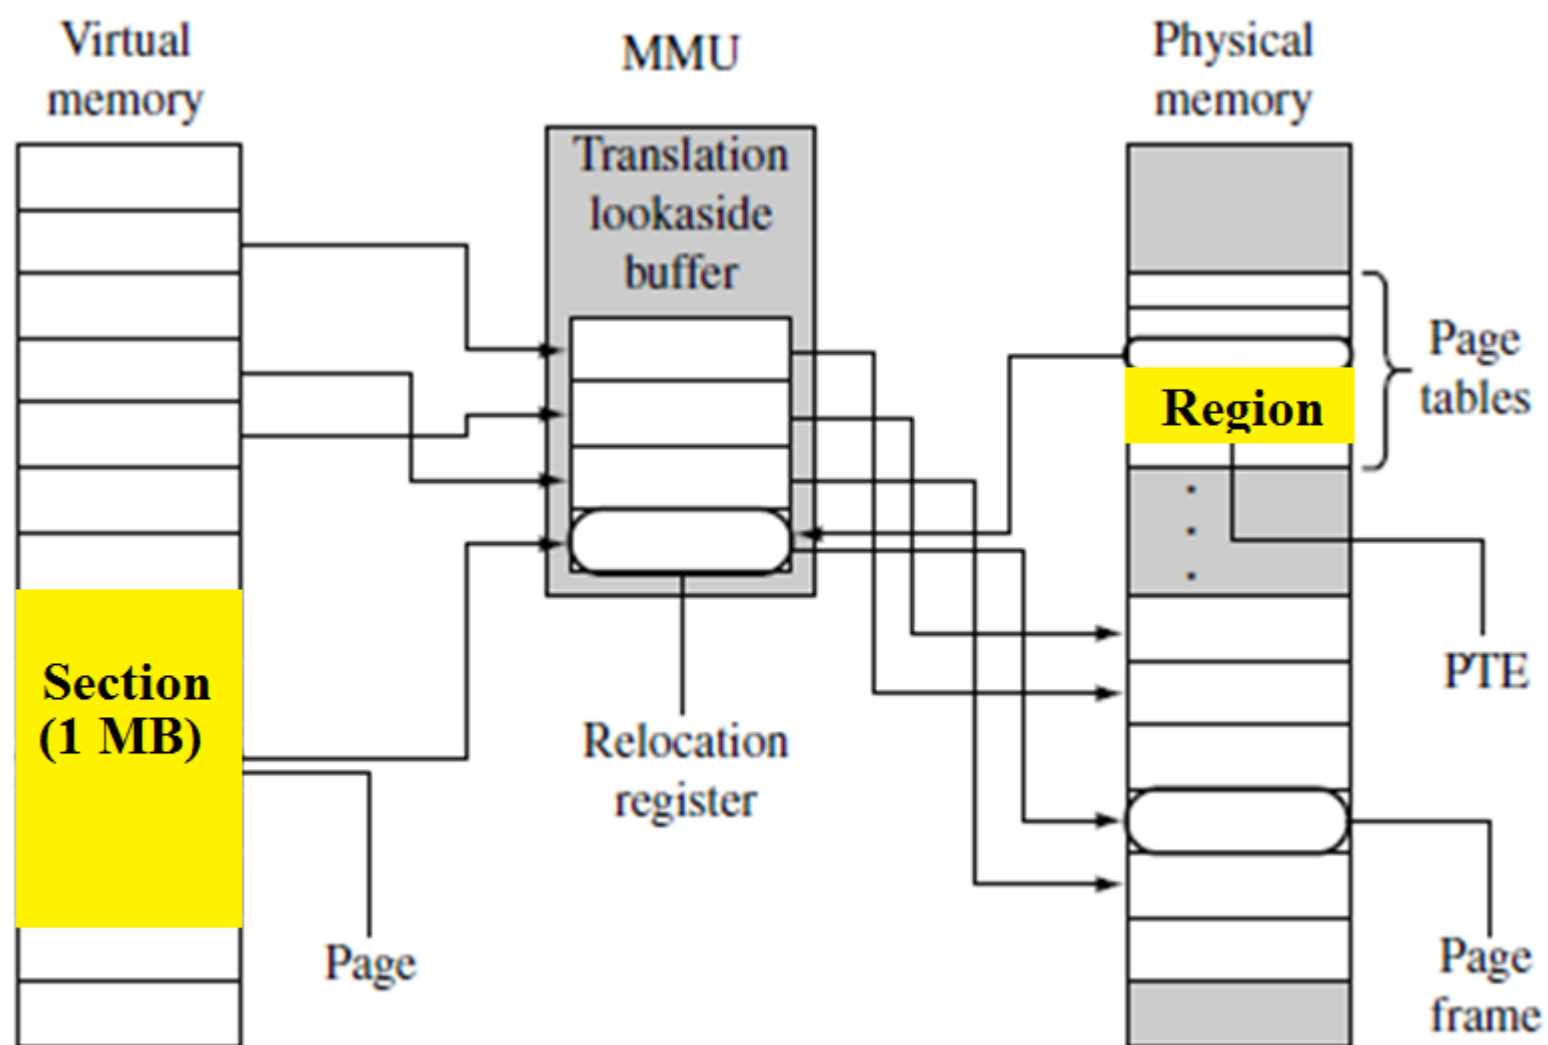 Virtual
memory
MMU
Physical
memory
Translation
lookaside
buffer
Page
tables
Region
Section
(1 MB)
PTE
Relocation
register
Page
Page
frame